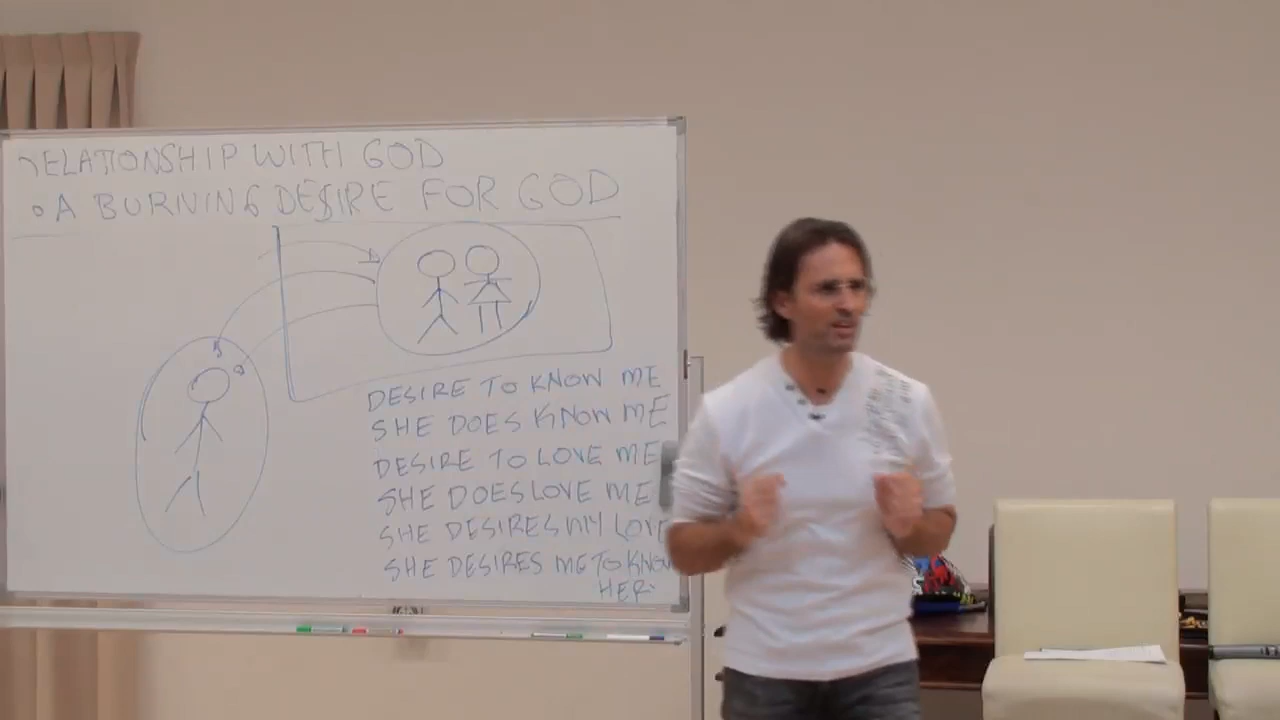 RELATIONSHIP WITH GOD
• A BURNING DESIRE FOR GOD
DESIRE TO KNOW ME
SHE DOES KNOW ME
DESIRE TO LOVE ME
SHE DOES LOVE ME
SHE DESIRES MY LOVE
SHE DESIRES ME TO KNOW
HER